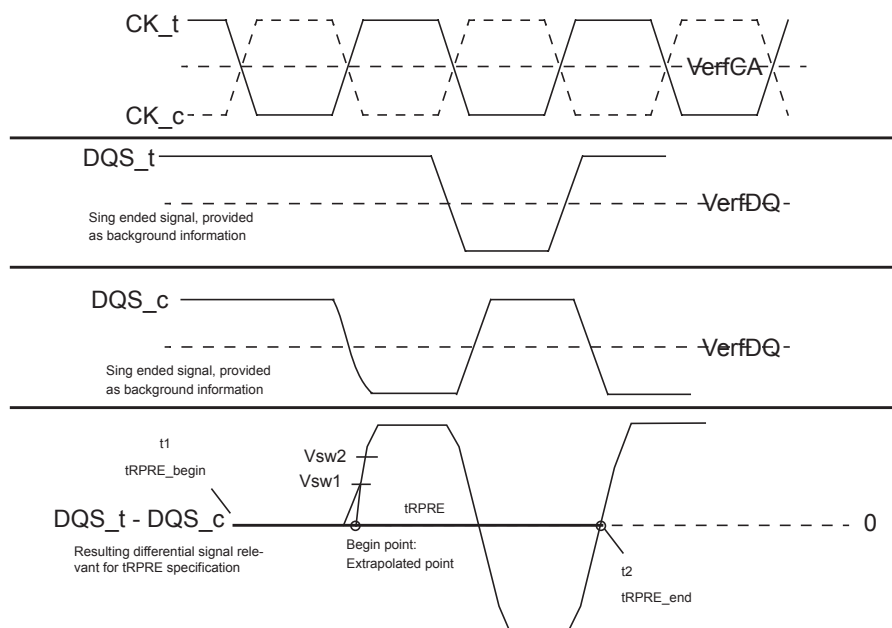 CK_t
VerfCA
CK_c
DQS_t
VerfDQ
Sing ended signal, provided
as background information
DQS_c
VerfDQ
Sing ended signal, provided
as background information
t1
tRPRE_begin
Vsw2
Vsw1
tRPRE
DQS_t - DQS_c
0
Resulting differential signal rele-
vant for tRPRE specification
Begin point:
Extrapolated point
t2
tRPRE_end